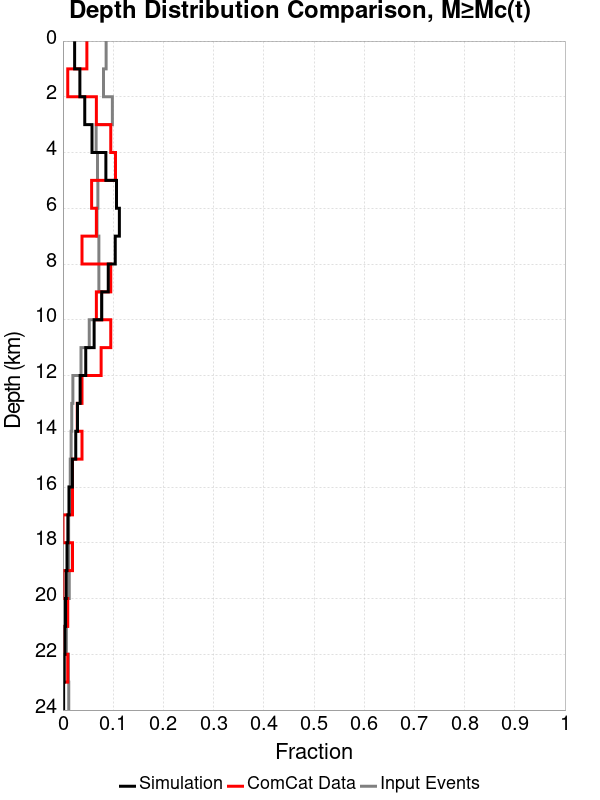 Depth Distribution Comparison, M≥Mc(t)
0
2
4
6
8
10
12
14
16
18
20
22
24
Depth (km)
0 0.1 0.2 0.3 0.4 0.5 0.6 0.7 0.8 0.9 1
Fraction
Simulation ComCat Data Input Events